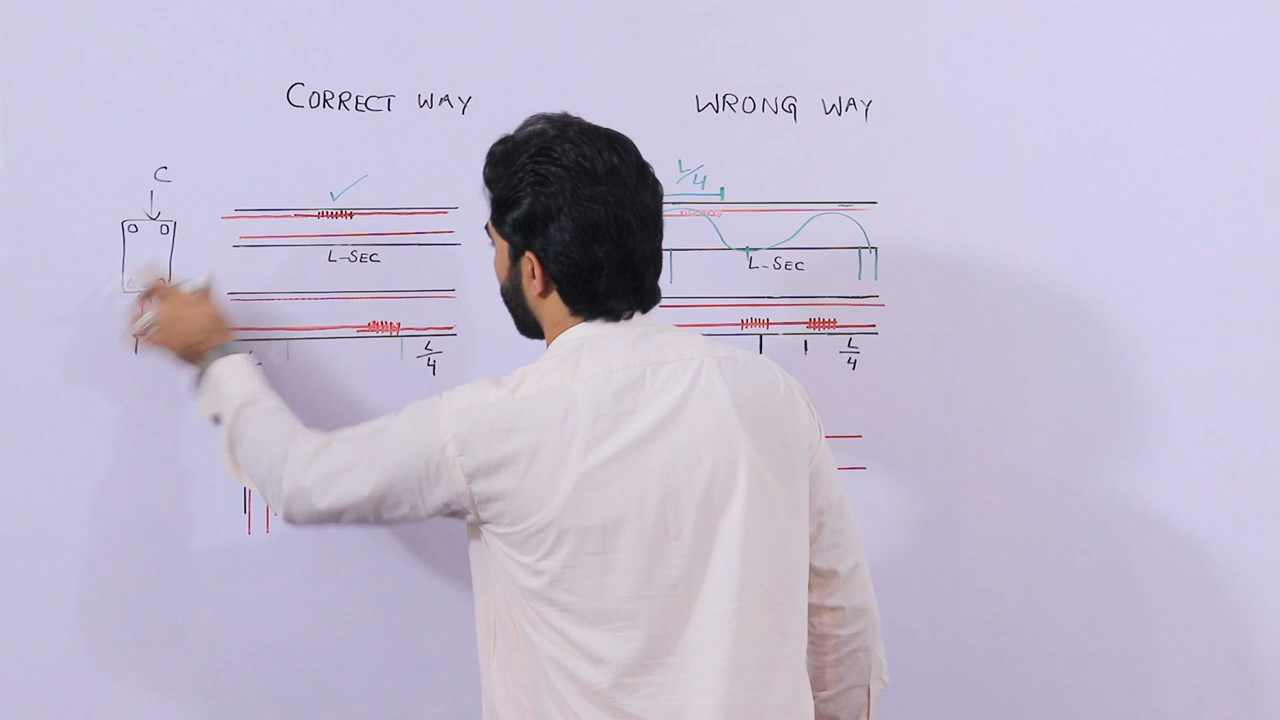 CORRECT WAY
WRONG WAY
C
L/4
L-SEC
L-SEC
L/4
L/4